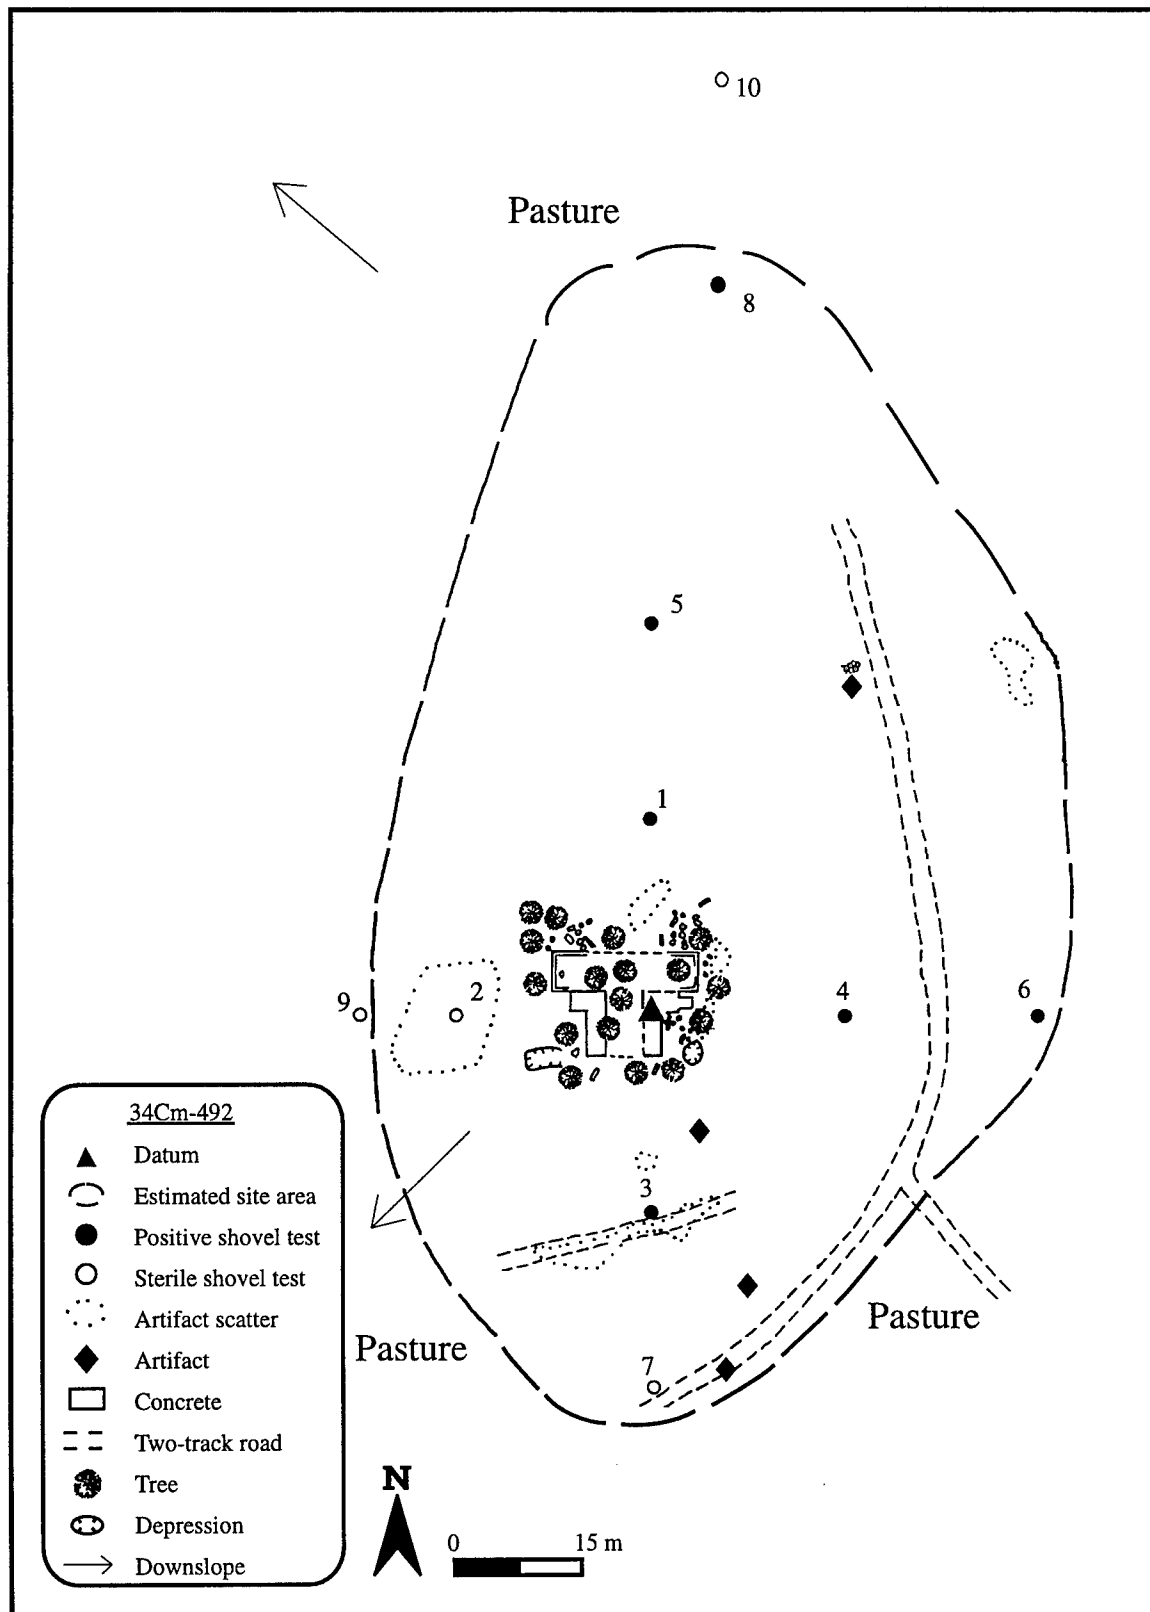 10
Pasture
8
5
1
9
2
4
6
3
7
Pasture
Pasture
34Cm-492
Datum
Estimated site area
Positive shovel test
Sterile shovel test
Artifact scatter
Artifact
Concrete
Two-track road
Tree
Depression
Downslope
N
0 15 m